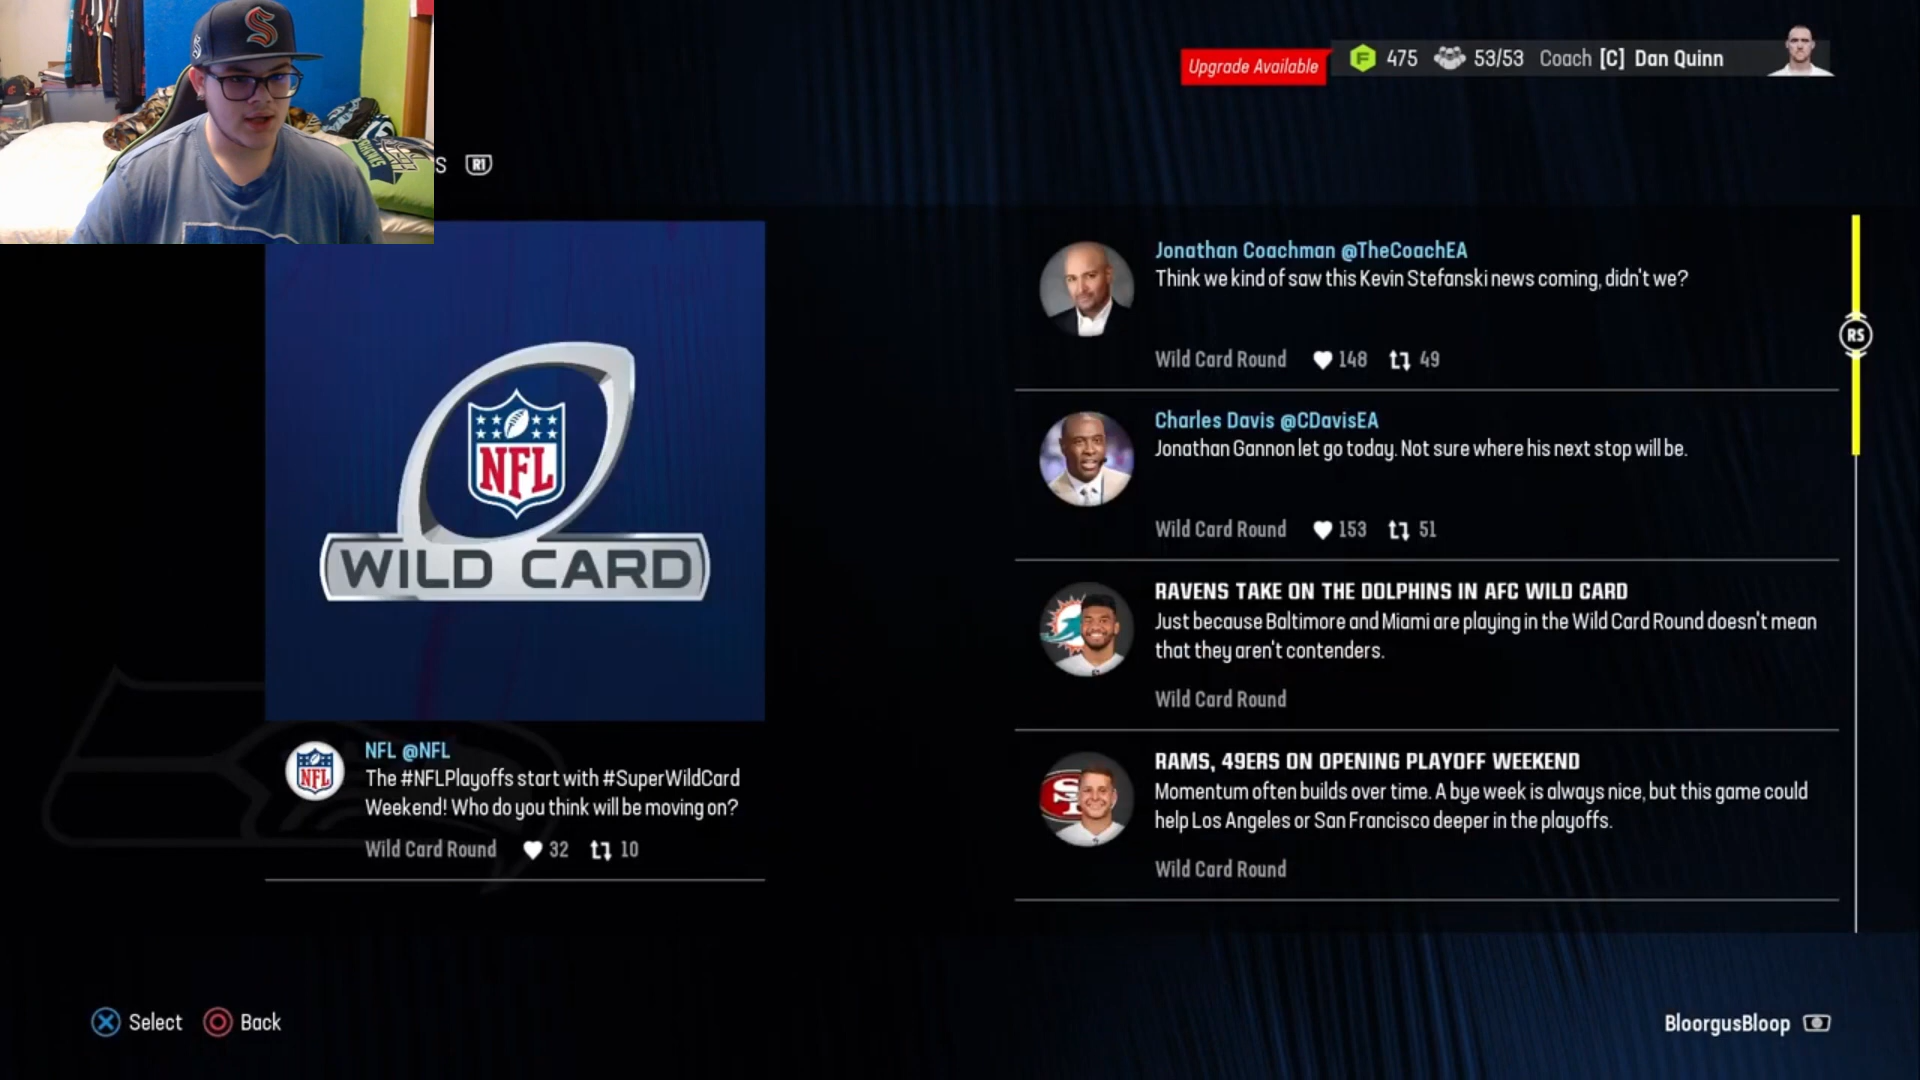 Upgrade Available
475
53/53
Coach [C] Dan Quinn
S R1
NFL
WILD CARD
NFL @NFL
The #NFLPlayoffs start with #SuperWildCard
Weekend! Who do you think will be moving on?
Wild Card Round 32 10
Jonathan Coachman @TheCoachEA
Think we kind of saw this Kevin Stefanski news coming, didn't we?
Wild Card Round 148 49
Charles Davis @CDavisEA
Jonathan Gannon let go today. Not sure where his next stop will be.
Wild Card Round 153 51
RAVENS TAKE ON THE DOLPHINS IN AFC WILD CARD
Just because Baltimore and Miami are playing in the Wild Card Round doesn't mean
that they aren't contenders.
Wild Card Round
RAMS, 49ERS ON OPENING PLAYOFF WEEKEND
Momentum often builds over time. A bye week is always nice, but this game could
help Los Angeles or San Francisco deeper in the playoffs.
Wild Card Round
RS
Select Back
BloorgusBloop